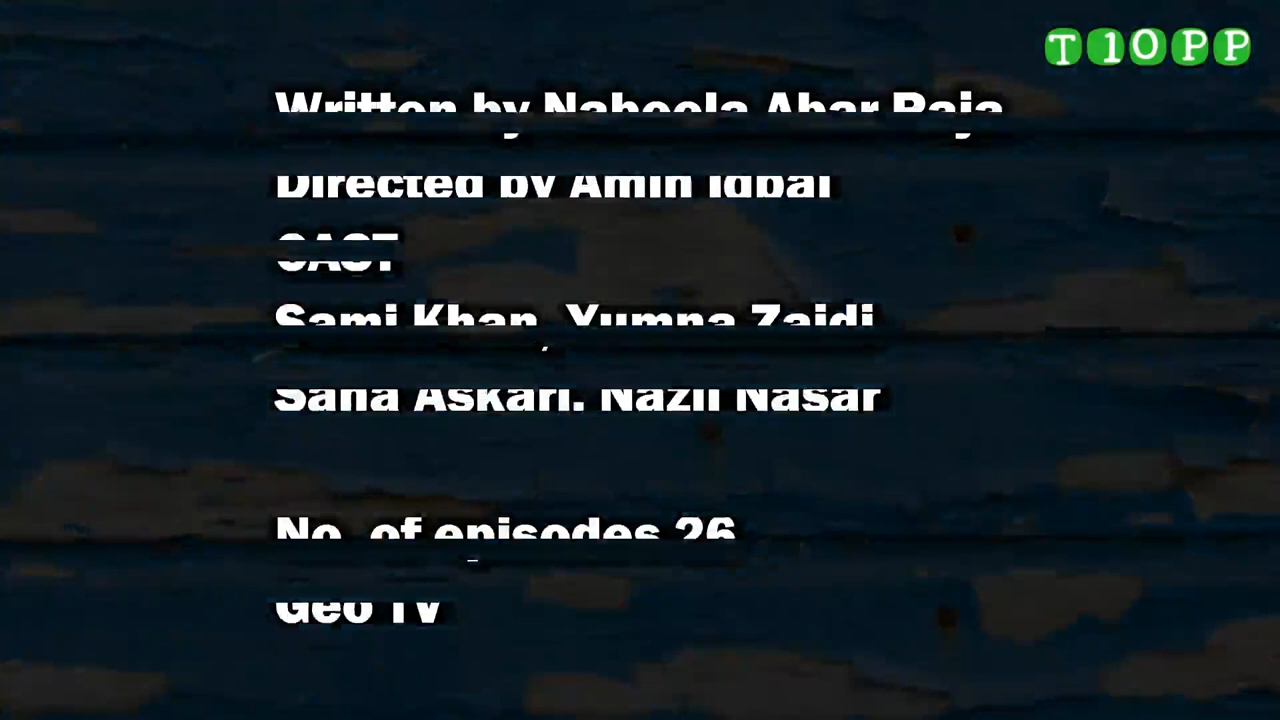 T10PP
Written by Nabeela Abar Raja
Directed by Amin Iqbal
CAST
Sami Khan, Yumna Zaidi
Sana Askari, Nazli Nasar
No. of episodes 26
Geo TV